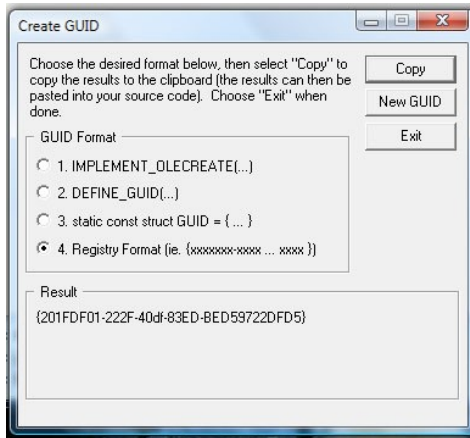 Create GUID
Choose the desired format below, then select "Copy" to
copy the results to the clipboard (the results can then be
pasted into your source code). Choose "Exit" when
done.
Copy
New GUID
Exit
GUID Format
1. IMPLEMENT_OLECREATE(...)
2. DEFINE_GUID(...)
3. static const struct GUID = { ... }
4. Registry Format (ie. {xxxxxxx-xxxx ... xxxx })
Result
{201FDF01-222F-40df-83ED-BED59722DFD5}